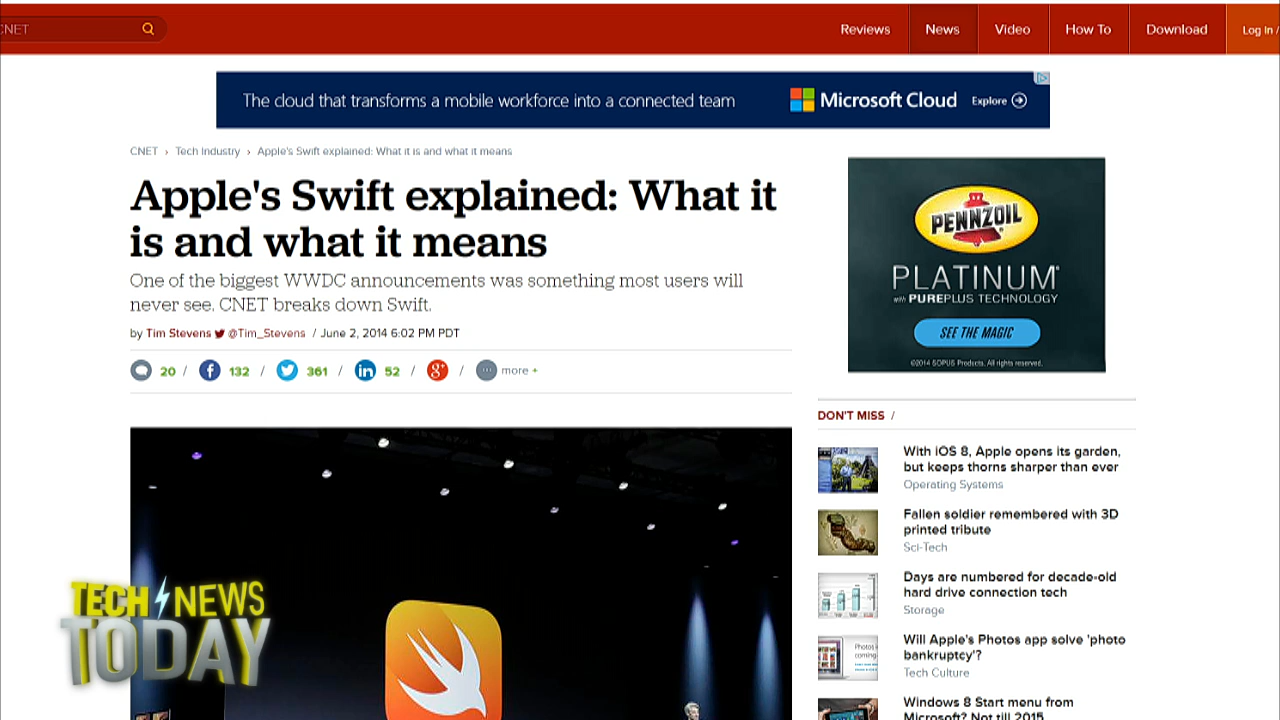 CNET
Reviews
News
Video
How To
Download
Log In /
The cloud that transforms a mobile workforce into a connected team
Microsoft Cloud
Explore
CNET › Tech Industry › Apple's Swift explained: What it is and what it means
Apple's Swift explained: What it
is and what it means
One of the biggest WWDC announcements was something most users will
never see. CNET breaks down Swift.
by Tim Stevens @Tim_Stevens / June 2, 2014 6:02 PM PDT
20 / 132 / 361 / in 52 / g+ / more +
PENNZOIL
PLATINUM
with PUREPLUS TECHNOLOGY
SEE THE MAGIC
©2014 SOPUS Products. All rights reserved.
DON'T MISS /
With iOS 8, Apple opens its garden,
but keeps thorns sharper than ever
Operating Systems
Fallen soldier remembered with 3D
printed tribute
Sci-Tech
Days are numbered for decade-old
hard drive connection tech
Storage
Will Apple's Photos app solve 'photo
bankruptcy'?
Tech Culture
Windows 8 Start menu from
Microsoft? Not till 2015
TECH NEWS
TODAY